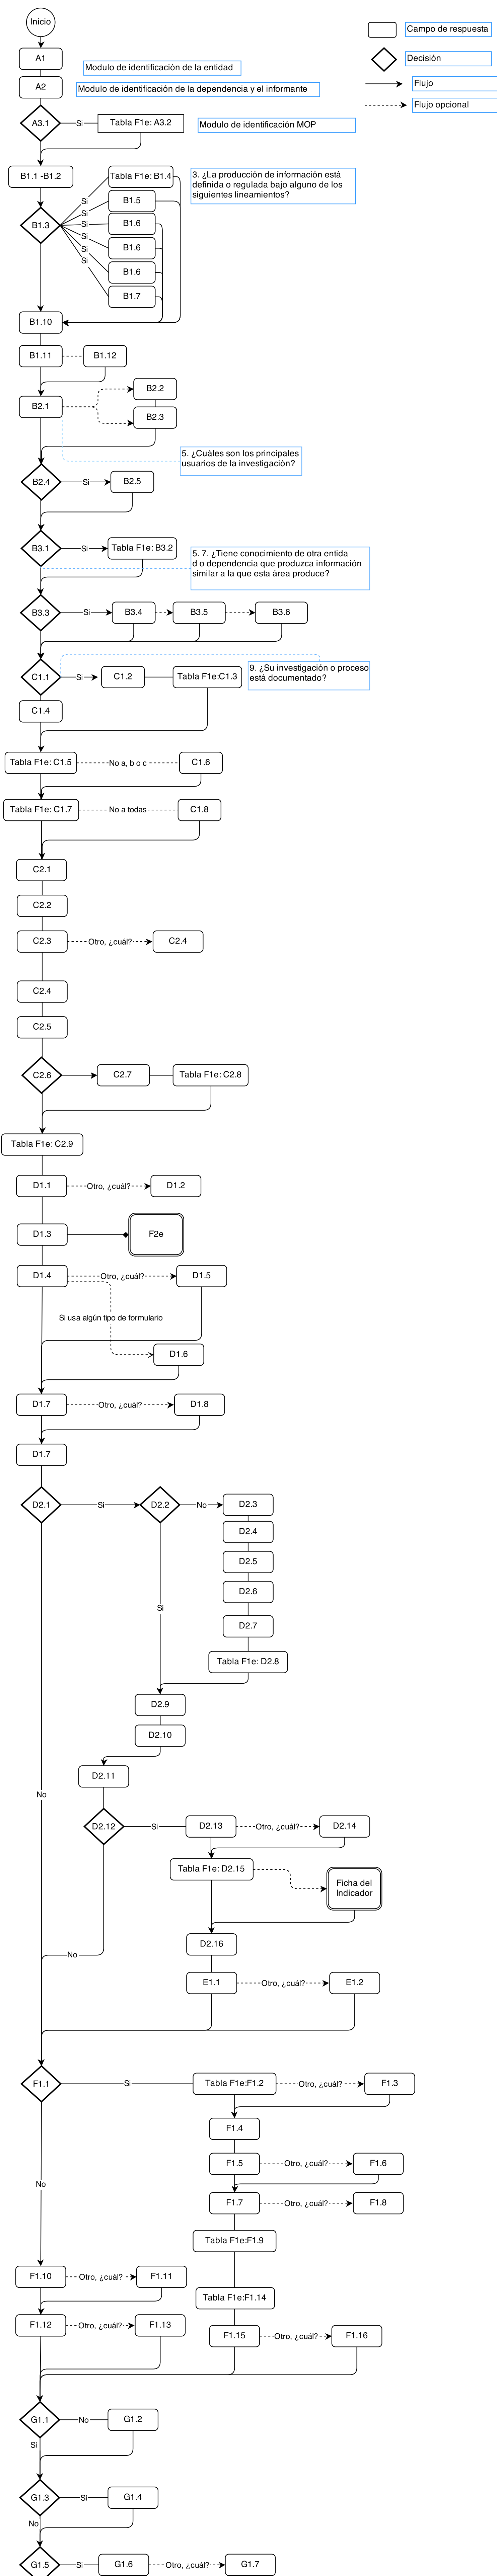 Inicio
Campo de respuesta
A1
Modulo de identificación de la entidad
Decisión
A2
Modulo de identificación de la dependencia y el informante
Flujo
Flujo opcional
A3.1
Si
Tabla F1e: A3.2
Modulo de identificación MOP
B1.1 -B1.2
Tabla F1e: B1.4
3. ¿La producción de información está
definida o regulada bajo alguno de los
siguientes lineamientos?
B1.3
Si
Si
Si
Si
Si
Si
B1.5
B1.6
B1.6
B1.6
B1.7
B1.10
B1.11
B1.12
B2.1
B2.2
B2.3
5. ¿Cuáles son los principales
usuarios de la investigación?
B2.4
Si
B2.5
B3.1
Si
Tabla F1e: B3.2
5. 7. ¿Tiene conocimiento de otra entida
d o dependencia que produzca información
similar a la que esta área produce?
B3.3
Si
B3.4
B3.5
B3.6
C1.1
Si
C1.2
Tabla F1e:C1.3
9. ¿Su investigación o proceso
está documentado?
C1.4
Tabla F1e: C1.5
No a, b o c
C1.6
Tabla F1e: C1.7
No a todas
C1.8
C2.1
C2.2
C2.3
Otro, ¿cuál?
C2.4
C2.4
C2.5
C2.6
C2.7
Tabla F1e: C2.8
Tabla F1e: C2.9
D1.1
Otro, ¿cuál?
D1.2
D1.3
F2e
D1.4
Otro, ¿cuál?
D1.5
Si usa algún tipo de formulario
D1.6
D1.7
Otro, ¿cuál?
D1.8
D1.7
D2.1
Si
D2.2
No
D2.3
D2.4
D2.5
D2.6
Si
D2.7
Tabla F1e: D2.8
D2.9
D2.10
D2.11
No
D2.12
Si
D2.13
Otro, ¿cuál?
D2.14
Tabla F1e: D2.15
Ficha del
Indicador
D2.16
No
E1.1
Otro, ¿cuál?
E1.2
F1.1
Si
Tabla F1e:F1.2
Otro, ¿cuál?
F1.3
F1.4
F1.5
Otro, ¿cuál?
F1.6
No
F1.7
Otro, ¿cuál?
F1.8
Tabla F1e:F1.9
F1.10
Otro, ¿cuál?
F1.11
Tabla F1e:F1.14
F1.12
Otro, ¿cuál?
F1.13
F1.15
Otro, ¿cuál?
F1.16
G1.1
No
G1.2
Si
G1.3
Si
G1.4
No
G1.5
Si
G1.6
Otro, ¿cuál?
G1.7